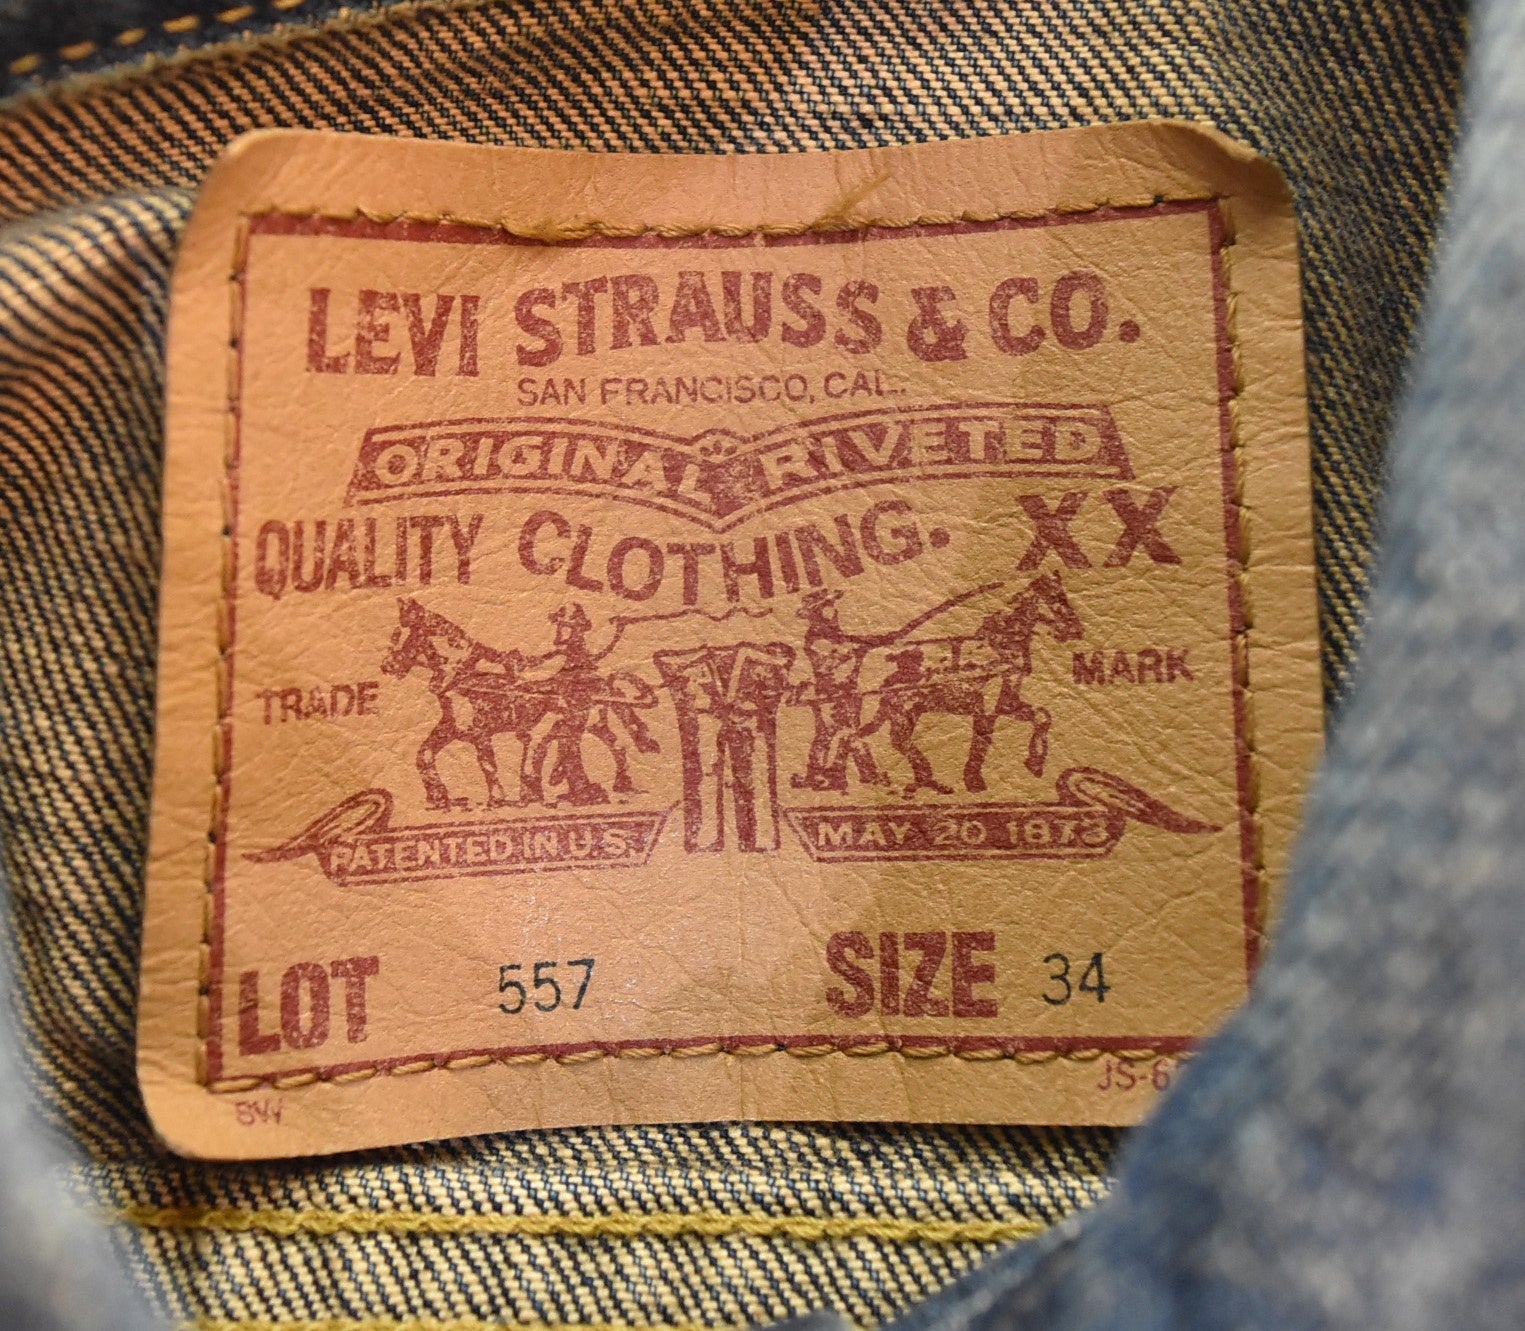 LEVI STRAUSS & CO.
SAN FRANCISCO, CAL.
ORIGINAL RIVETED
QUALITY CLOTHING. XX
TRADE MARK
PATENTED IN U.S. MAY 20 1873
LOT 557 SIZE 34